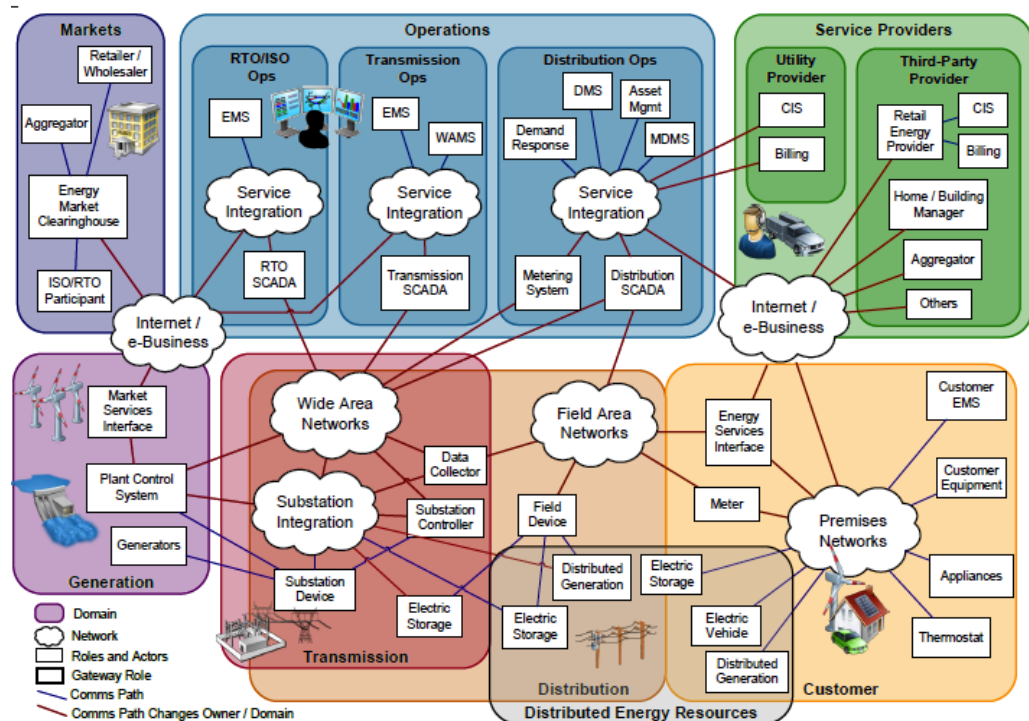 Markets
Retailer /
Wholesaler
Aggregator
Energy
Market
Clearinghouse
ISO/RTO
Participant
Operations
RTO/ISO
Ops
EMS
Service
Integration
RTO
SCADA
Transmission
Ops
EMS
WAMS
Service
Integration
Transmission
SCADA
Distribution Ops
DMS
Asset
Mgmt
Demand
Response
MDMS
Service
Integration
Metering
System
Distribution
SCADA
Service Providers
Utility
Provider
CIS
Billing
Third-Party
Provider
Retail
Energy
Provider
CIS
Billing
Home / Building
Manager
Aggregator
Others
Internet /
e-Business
Internet /
e-Business
Market
Services
Interface
Plant Control
System
Generators
Generation
Wide Area
Networks
Substation
Integration
Data
Collector
Substation
Controller
Substation
Device
Electric
Storage
Transmission
Field Area
Networks
Field
Device
Distributed
Generation
Electric
Storage
Distribution
Energy
Services
Interface
Meter
Premises
Networks
Customer
EMS
Customer
Equipment
Appliances
Thermostat
Electric
Storage
Electric
Vehicle
Distributed
Generation
Customer
Distributed Energy Resources
Domain
Network
Roles and Actors
Gateway Role
Comms Path
Comms Path Changes Owner / Domain